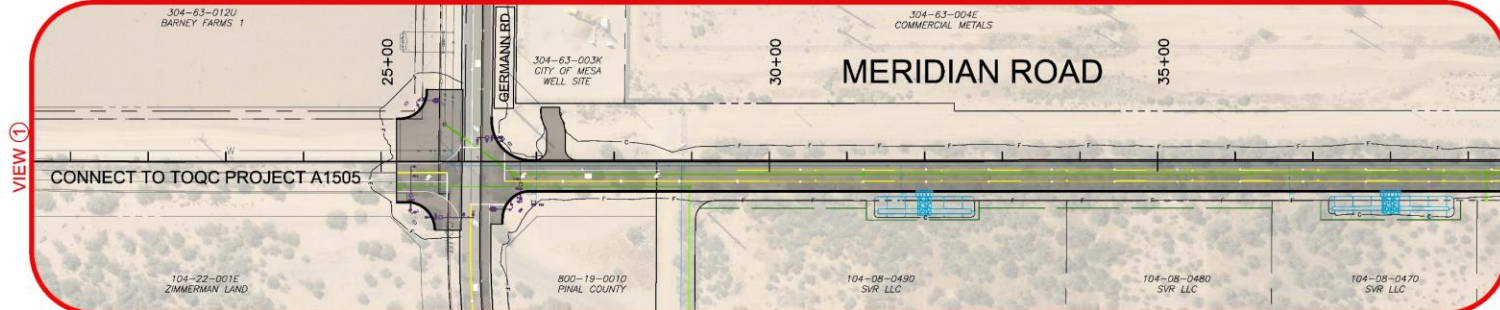 304-63-012U
BARNEY FARMS 1
25+00
GERMANN RD
304-63-003K
CITY OF MESA
WELL SITE
30+00
304-63-004E
COMMERCIAL METALS
MERIDIAN ROAD
35+00
VIEW 1
W
CONNECT TO TOQC PROJECT A1505
104-22-001E
ZIMMERMAN LAND
800-19-0010
PINAL COUNTY
104-08-0490
SVR LLC
104-08-0480
SVR LLC
104-08-0470
SVR LLC